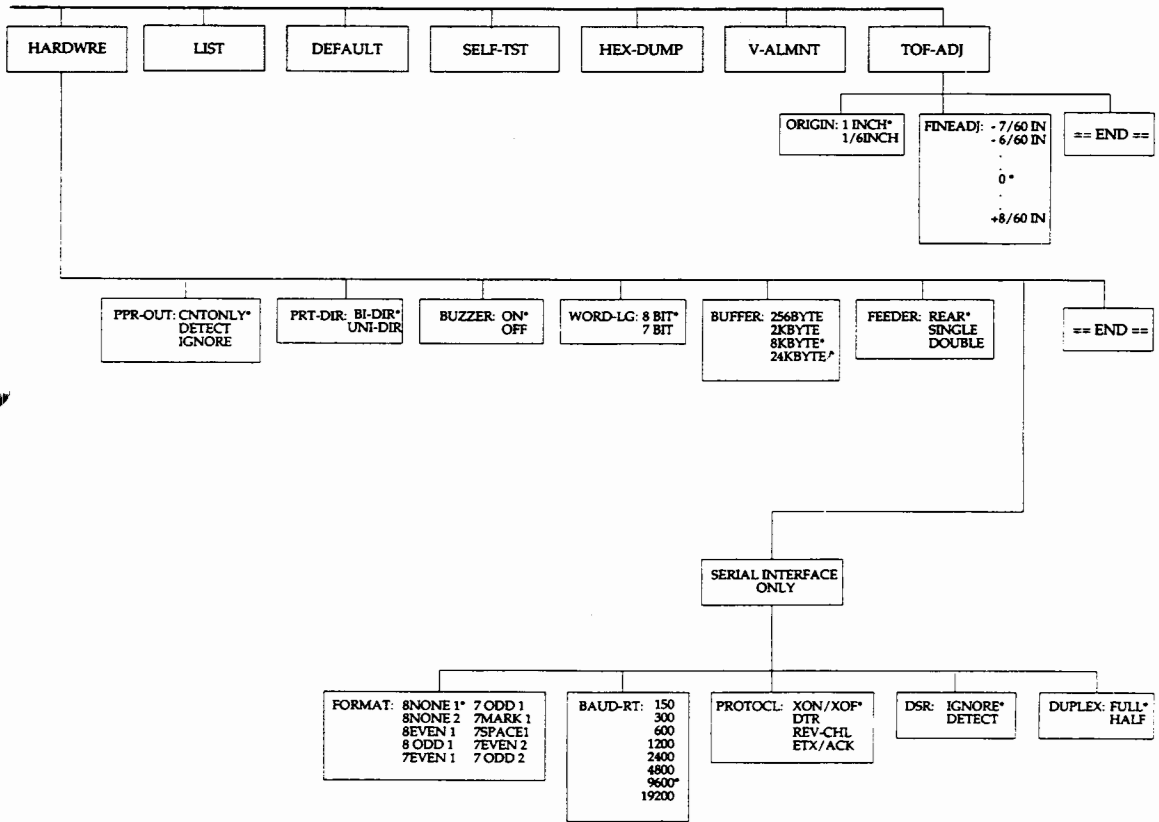 HARDWRE
LIST
DEFAULT
SELF-TST
HEX-DUMP
V-ALMNT
TOF-ADJ
ORIGIN: 1 INCH*
1/6INCH
FINEADJ: - 7/60 IN
- 6/60 IN
.
.
0 *
.
.
+8/60 IN
== END ==
PPR-OUT: CNTONLY*
DETECT
IGNORE
PRT-DIR: BI-DIR*
UNI-DIR
BUZZER: ON*
OFF
WORD-LG: 8 BIT*
7 BIT
BUFFER: 256BYTE
2KBYTE
8KBYTE*
24KBYTE
FEEDER: REAR*
SINGLE
DOUBLE
== END ==
SERIAL INTERFACE
ONLY
FORMAT: 8NONE 1* 7 ODD 1
8NONE 2 7MARK 1
8EVEN 1 7SPACE1
8 ODD 1 7EVEN 2
7EVEN 1 7 ODD 2
BAUD-RT: 150
300
600
1200
2400
4800
9600*
19200
PROTOCL: XON/XOF*
DTR
REV-CHL
ETX/ACK
DSR: IGNORE*
DETECT
DUPLEX: FULL*
HALF